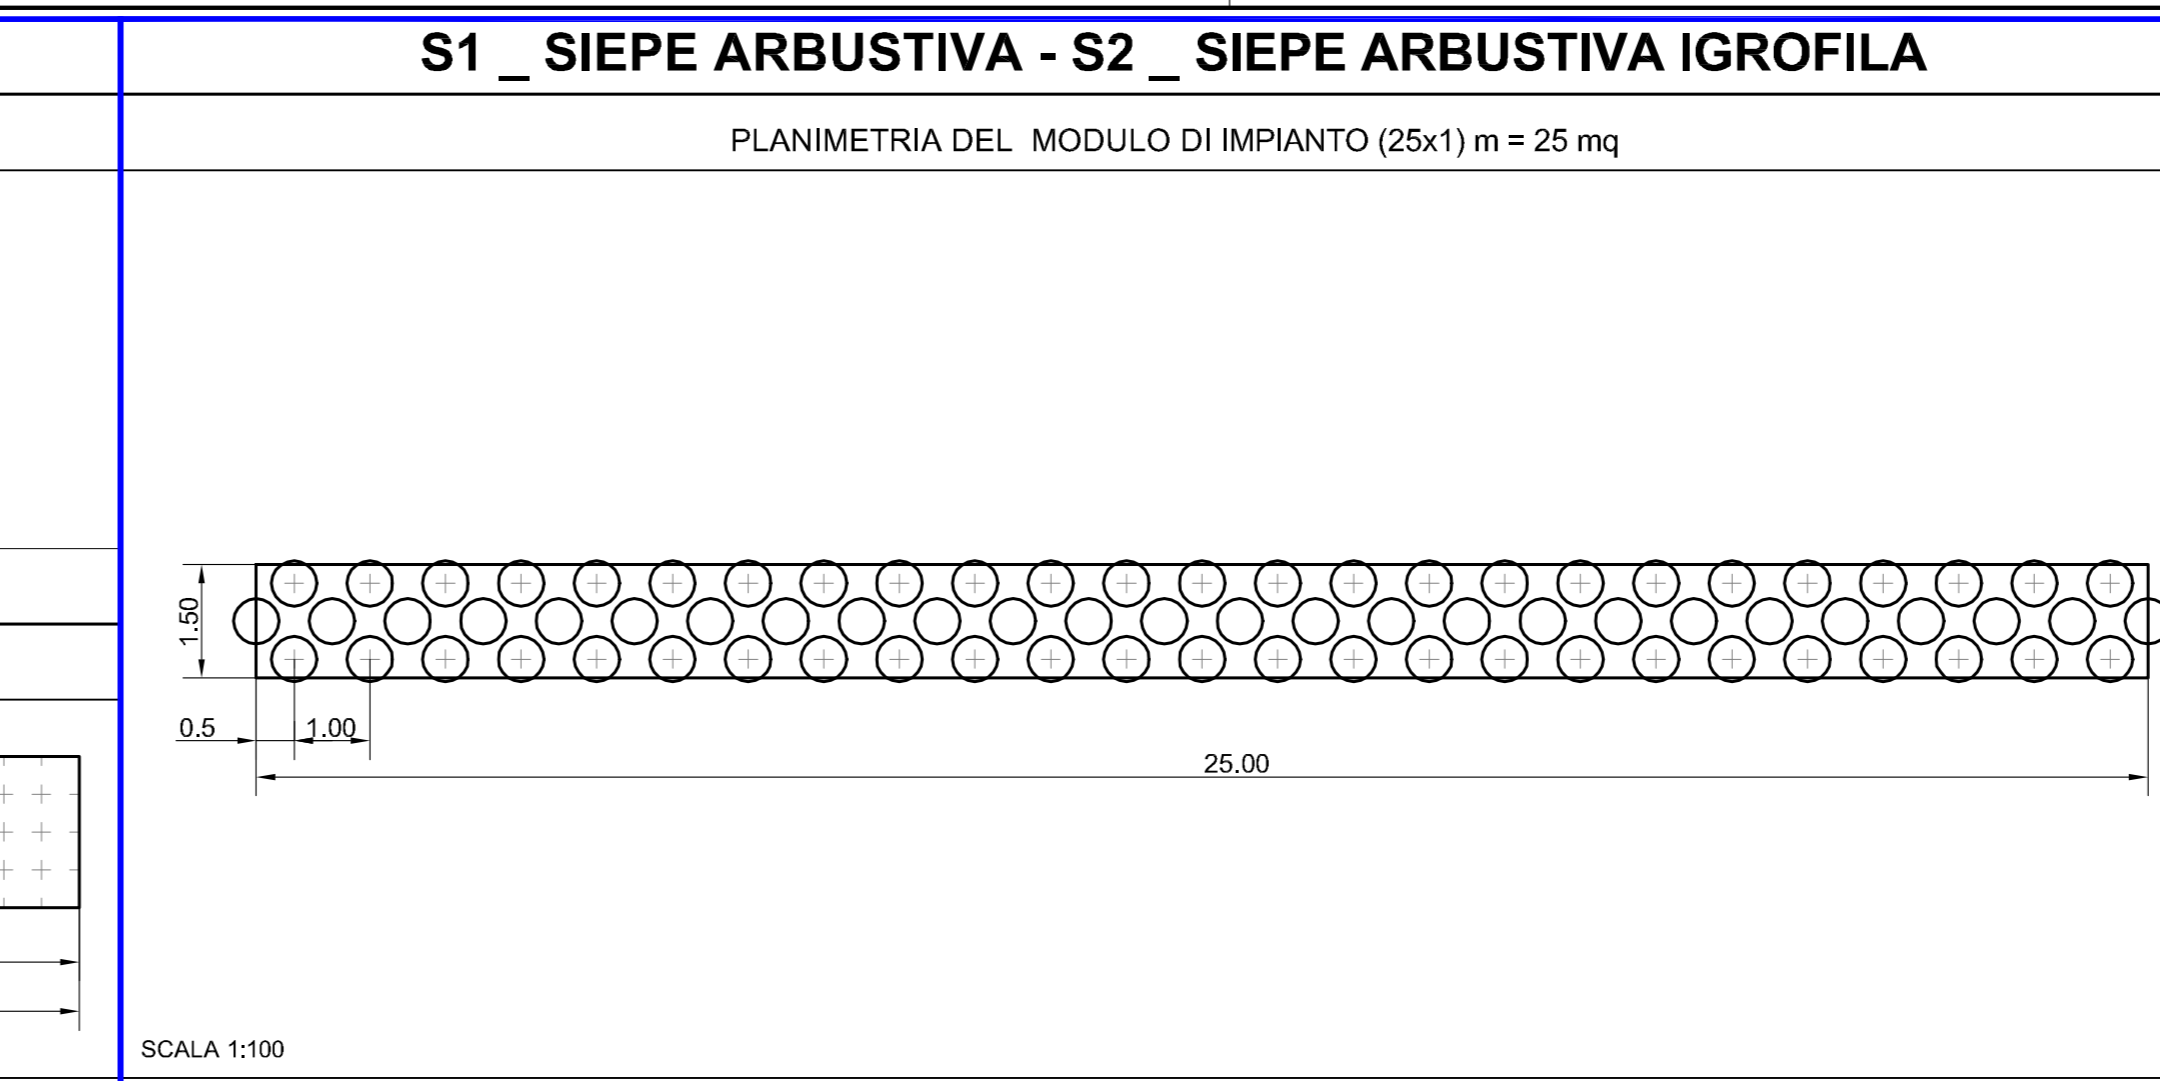 S1 _ SIEPE ARBUSTIVA - S2 _ SIEPE ARBUSTIVA IGROFILA
PLANIMETRIA DEL MODULO DI IMPIANTO (25x1) m = 25 mq
1.50
0.5
1.00
25.00
SCALA 1:100